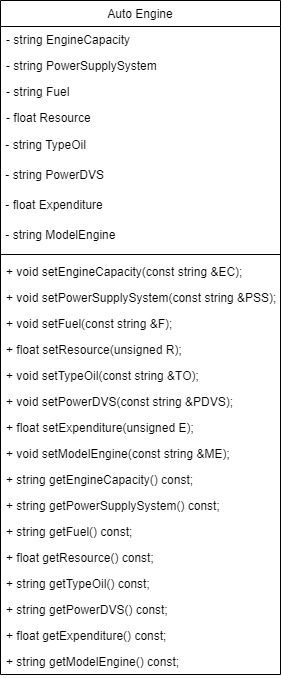 Auto Engine
- string EngineCapacity
- string PowerSupplySystem
- string Fuel
- float Resource
- string TypeOil
- string PowerDVS
- float Expenditure
- string ModelEngine
+ void setEngineCapacity(const string &EC);
+ void setPowerSupplySystem(const string &PSS);
+ void setFuel(const string &F);
+ float setResource(unsigned R);
+ void setTypeOil(const string &TO);
+ void setPowerDVS(const string &PDVS);
+ float setExpenditure(unsigned E);
+ void setModelEngine(const string &ME);
+ string getEngineCapacity() const;
+ string getPowerSupplySystem() const;
+ string getFuel() const;
+ float getResource() const;
+ string getTypeOil() const;
+ string getPowerDVS() const;
+ float getExpenditure() const;
+ string getModelEngine() const;